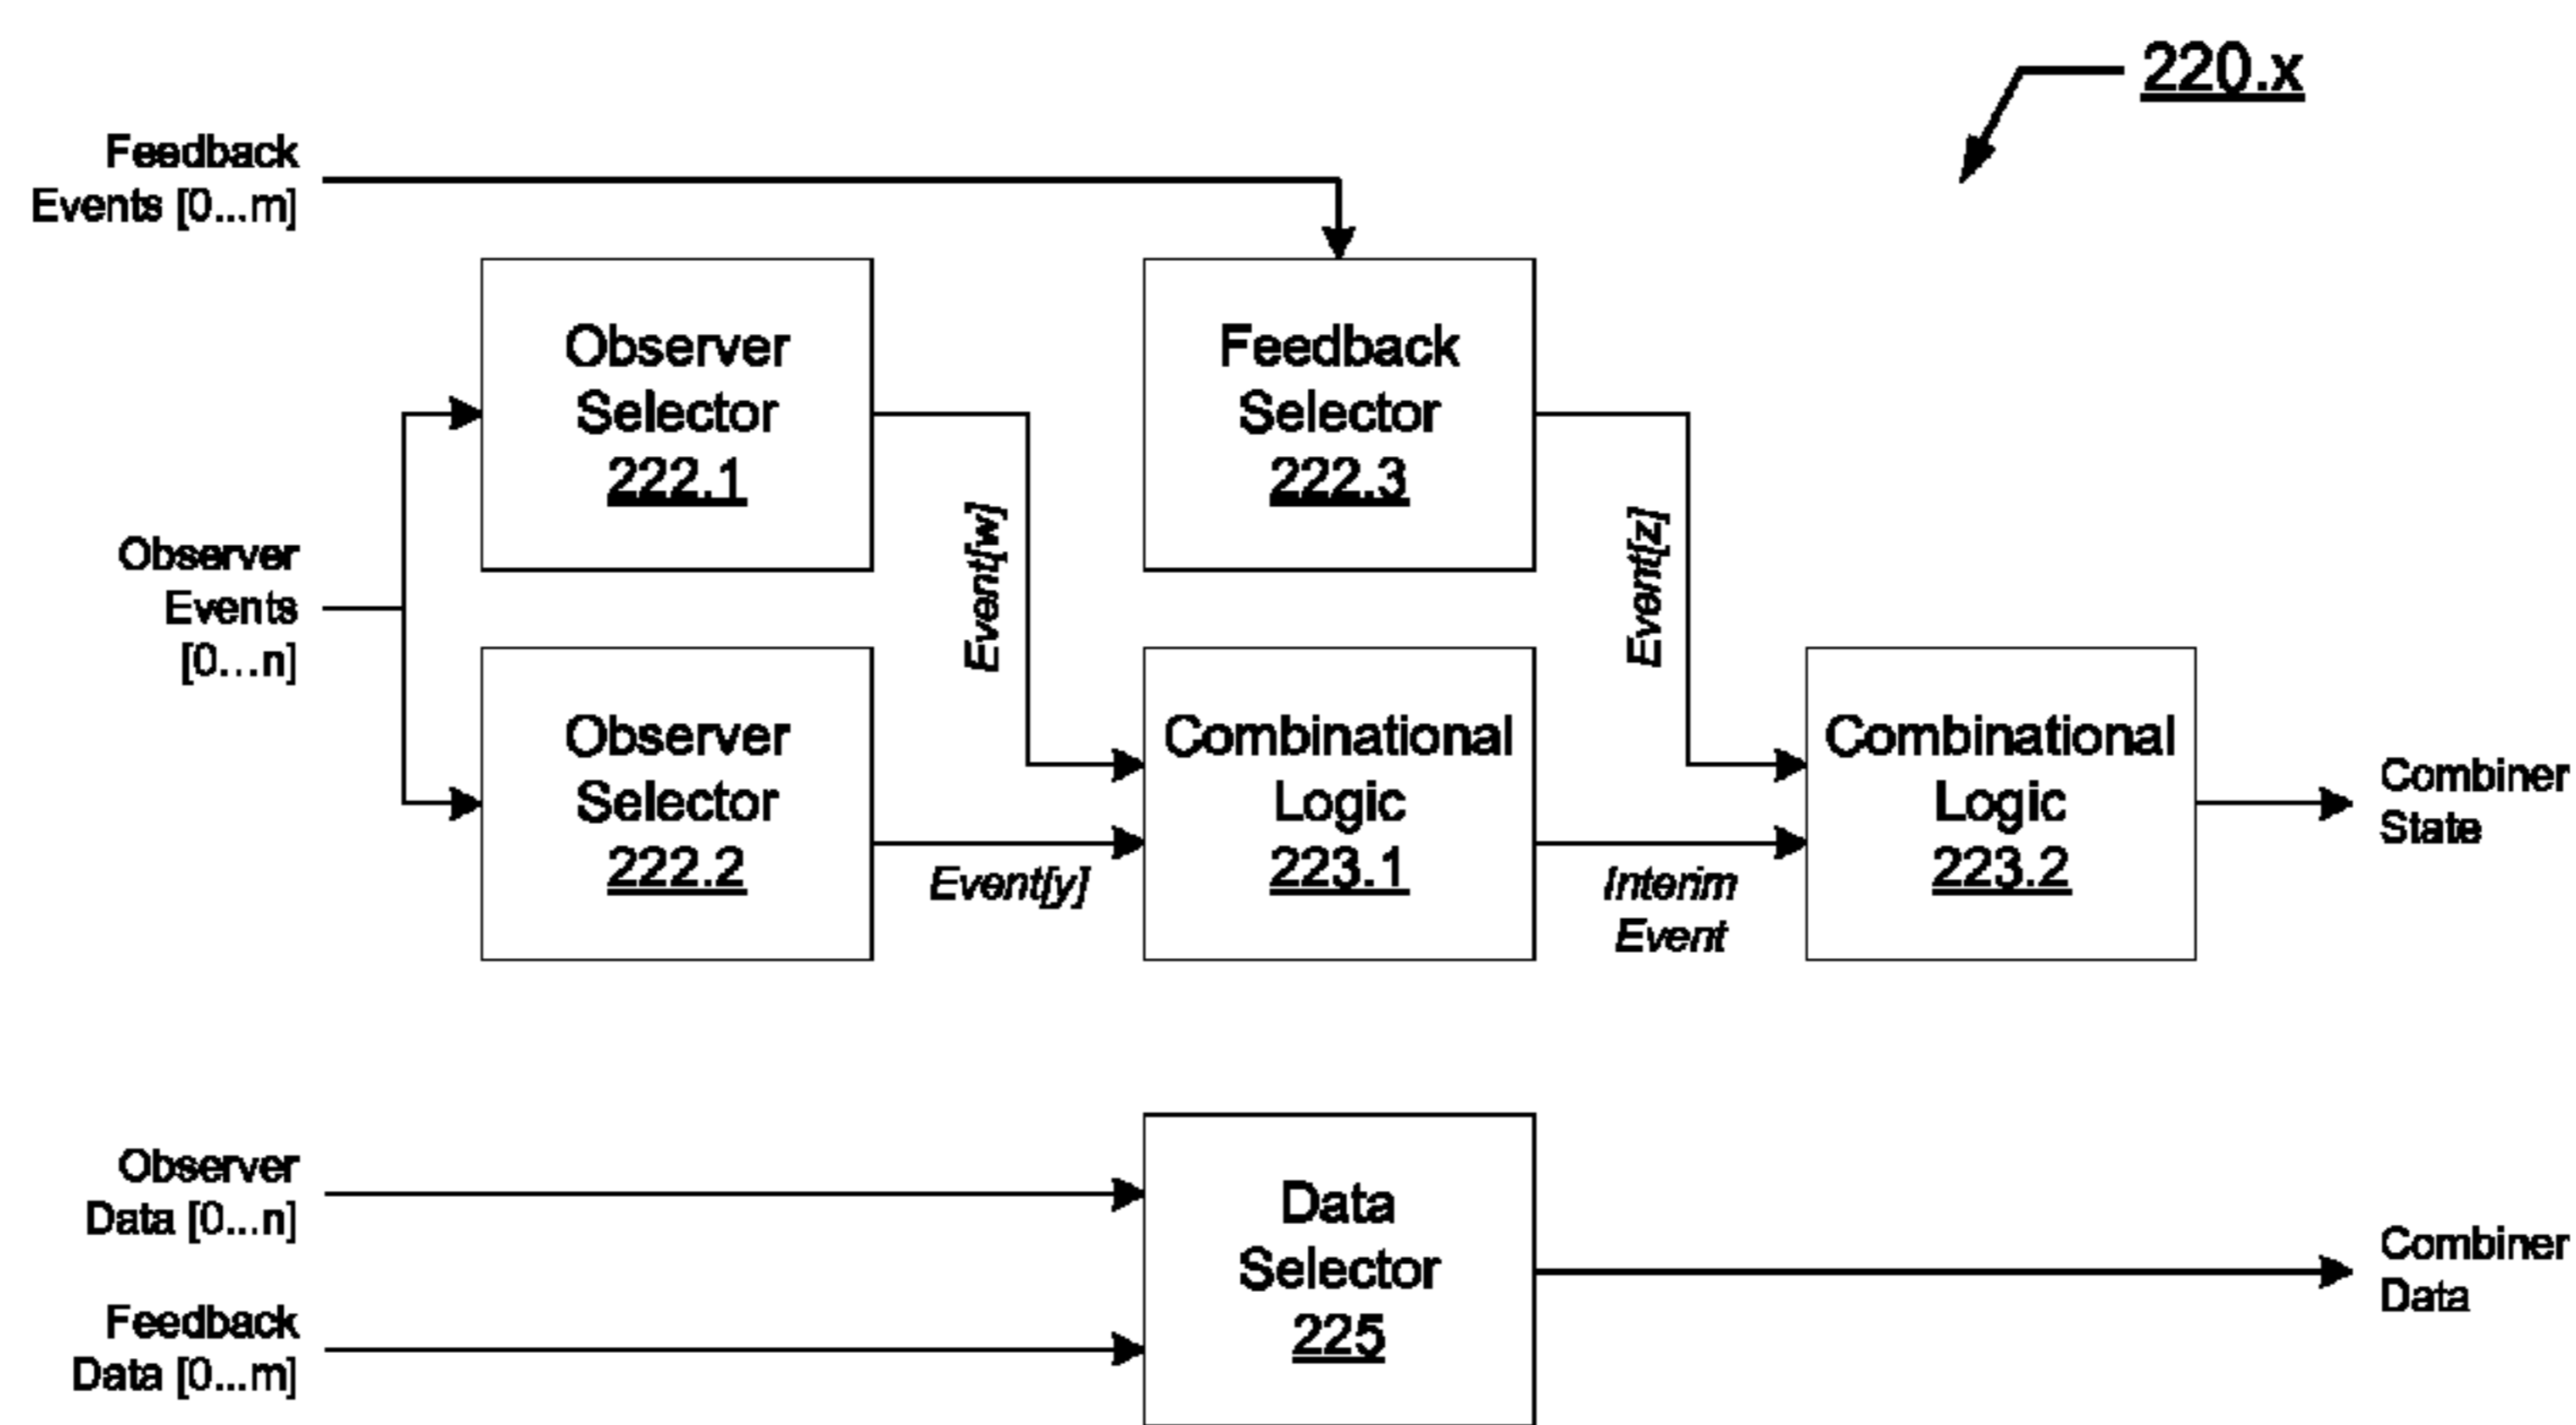 220.x
Feedback
Events [0...m]
Observer
Selector
222.1
Feedback
Selector
222.3
Observer
Events
[0...n]
Event[w]
Event[z]
Observer
Selector
222.2
Event[y]
Combinational
Logic
223.1
Interim
Event
Combinational
Logic
223.2
Combiner
State
Observer
Data [0...n]
Feedback
Data [0...m]
Data
Selector
225
Combiner
Data